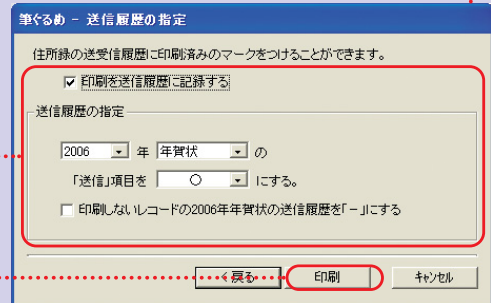 筆ぐるめ - 送信履歴の指定
住所録の送受信履歴に印刷済みのマークをつけることができます。
印刷を送信履歴に記録する
送信履歴の指定
2006 年 年賀状 の
「送信」項目を ○ にする。
印刷しないレコードの2006年年賀状の送信履歴を「-」にする
< 戻る 印刷 キャンセル